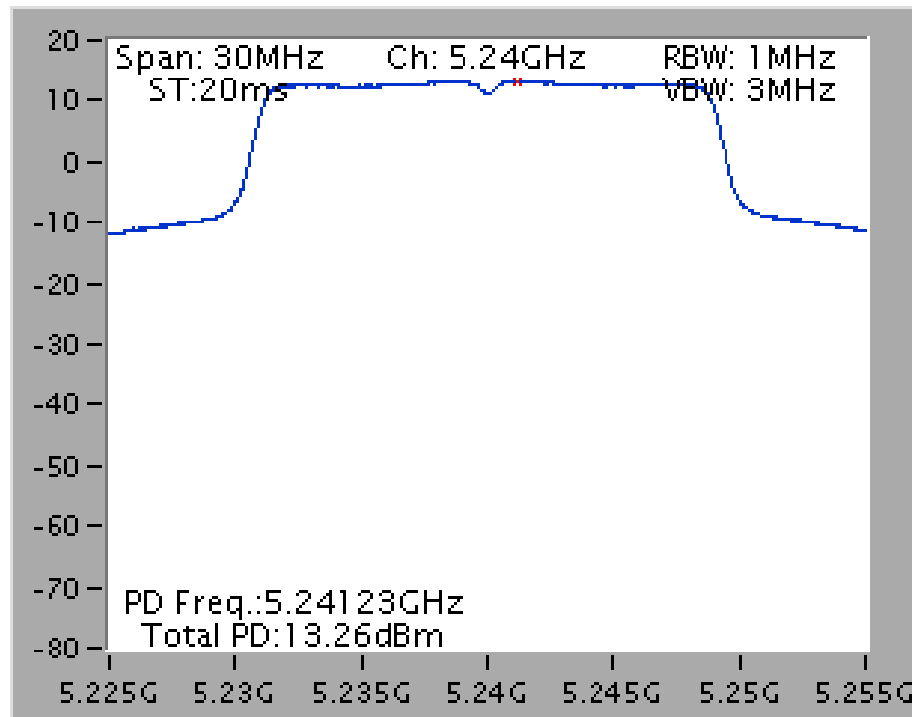 Span: 30MHz Ch: 5.24GHz RBW: 1MHz
ST:20ms VBW: 3MHz
20
10
0
-10
-20
-30
-40
-50
-60
-70
-80
PD Freq.:5.24123GHz
Total PD:13.26dBm
5.225G 5.23G 5.235G 5.24G 5.245G 5.25G 5.255G